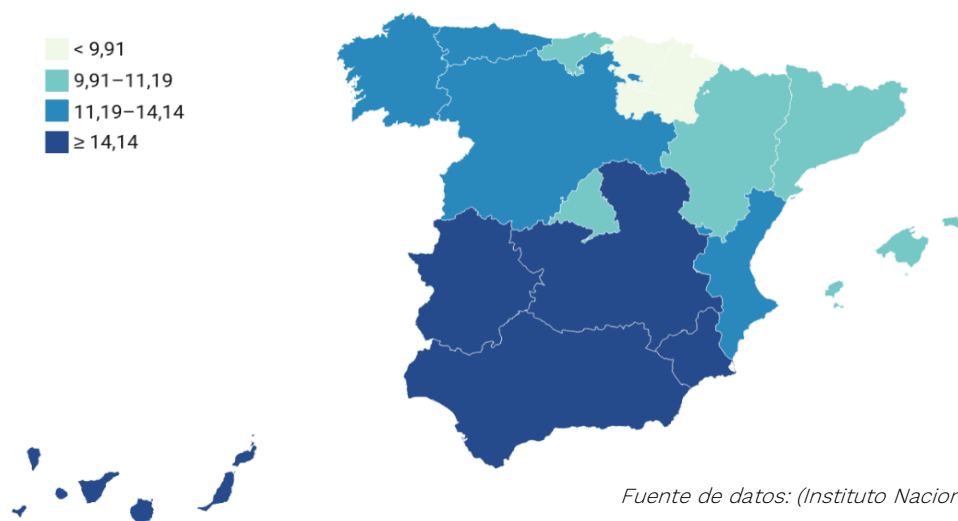 < 9,91
9,91–11,19
11,19–14,14
≥ 14,14
Fuente de datos: (Instituto